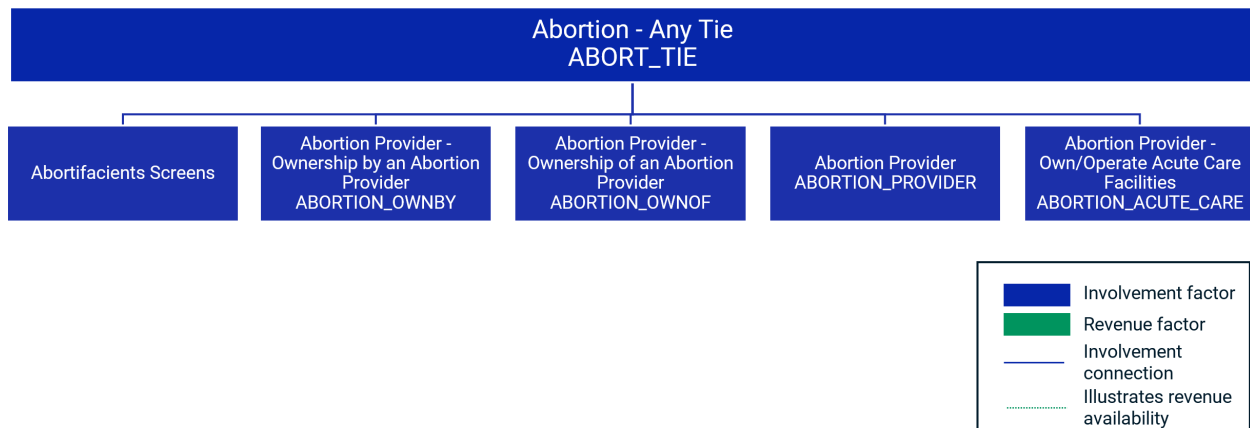 Abortion - Any Tie
ABORT_TIE
Abortifacients Screens
Abortion Provider -
Ownership by an Abortion
Provider
ABORTION_OWNBY
Abortion Provider -
Ownership of an Abortion
Provider
ABORTION_OWNOF
Abortion Provider
ABORTION_PROVIDER
Abortion Provider -
Own/Operate Acute Care
Facilities
ABORTION_ACUTE_CARE
Involvement factor
Revenue factor
Involvement
connection
Illustrates revenue
availability